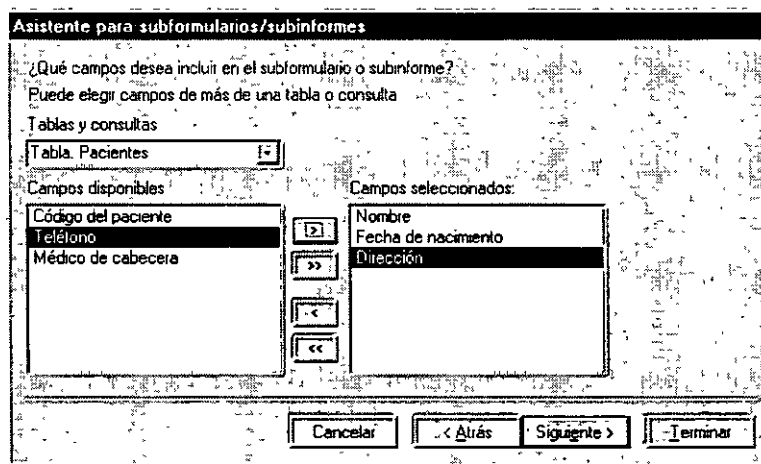 Asistente para subformularios/subinformes
¿Qué campos desea incluir en el subformulario o subinforme?
Puede elegir campos de más de una tabla o consulta
Tablas y consultas
Tabla. Pacientes
Campos disponibles
Campos seleccionados:
Código del paciente
Teléfono
Médico de cabecera
Nombre
Fecha de nacimiento
Dirección
>
>>
<
<<
Cancelar
< Atrás
Siguiente >
Terminar